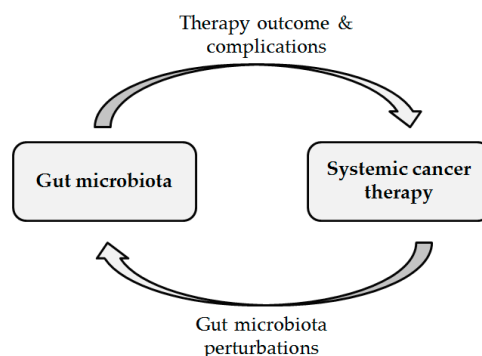 Therapy outcome &
complications
Gut microbiota
Systemic cancer
therapy
Gut microbiota
perturbations